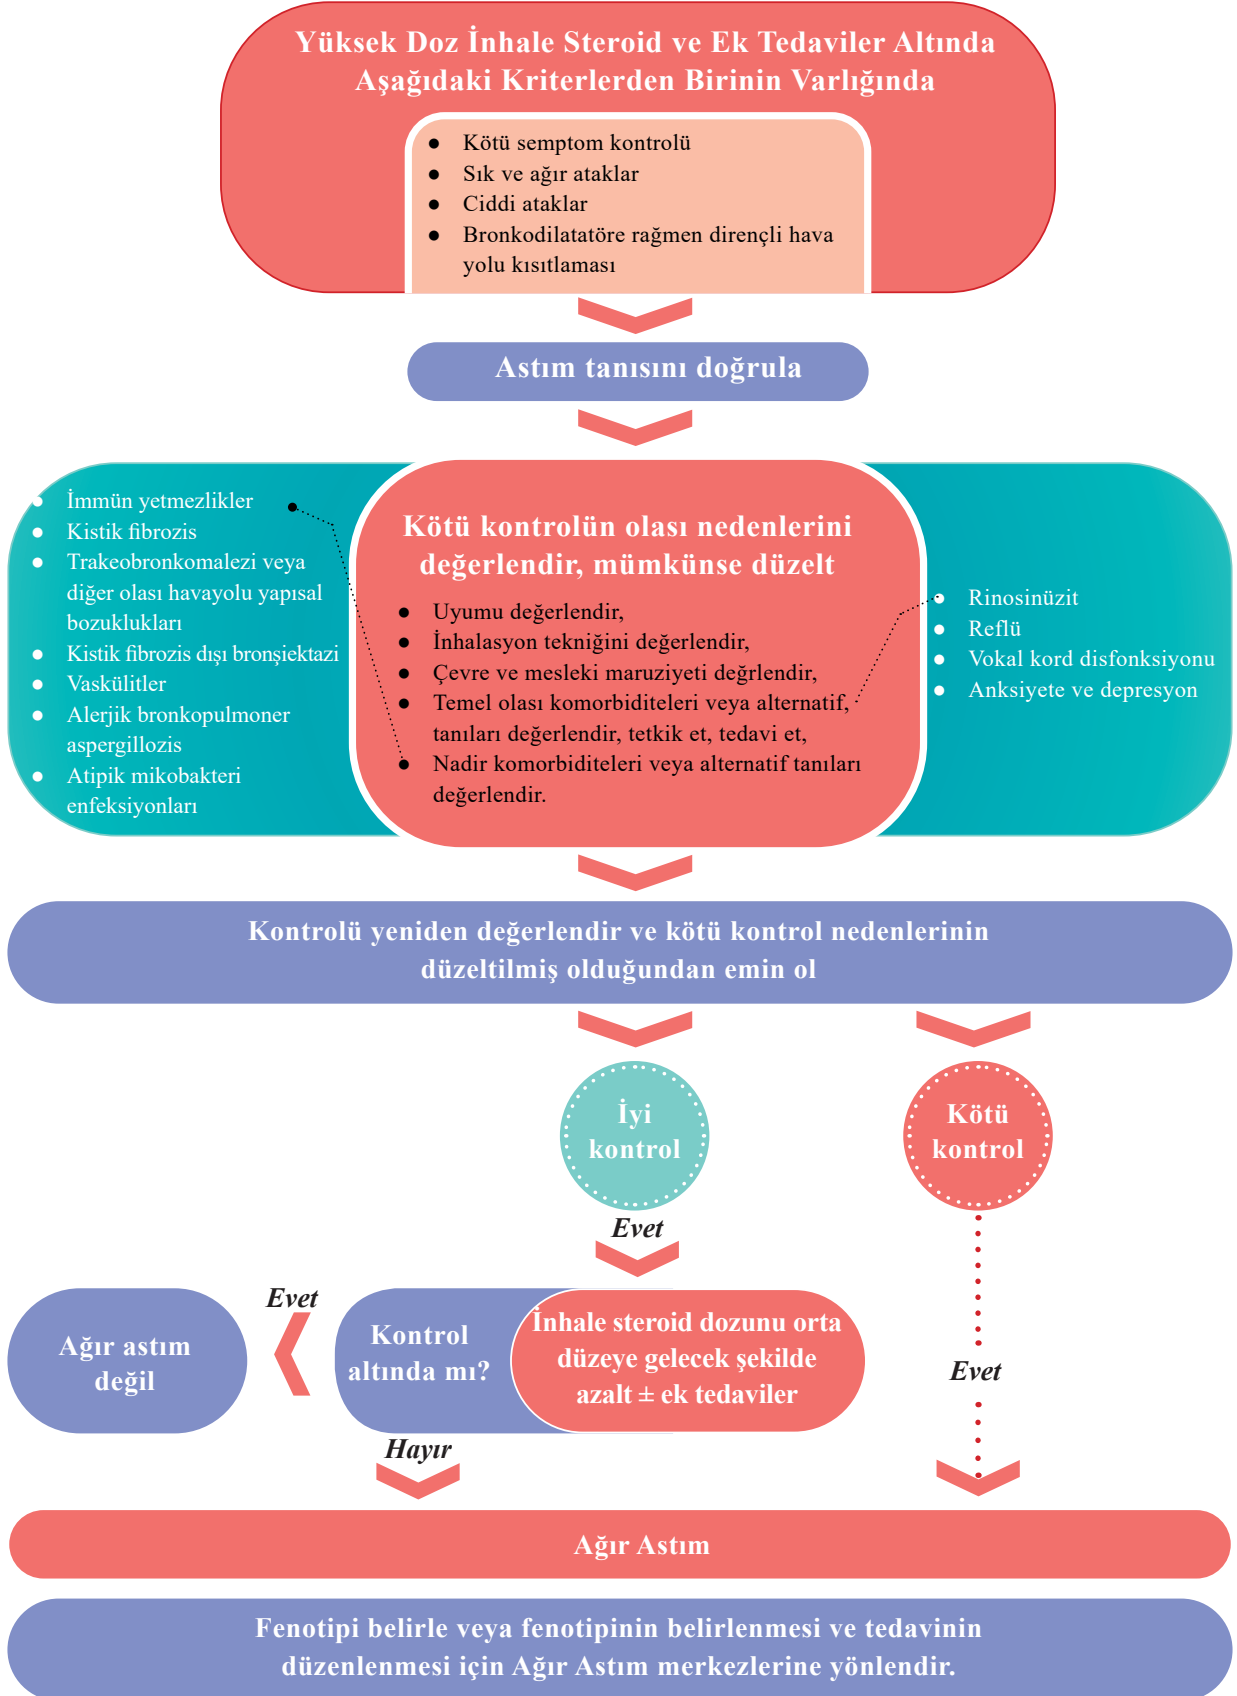 Yüksek Doz İnhale Steroid ve Ek Tedaviler Altında
Aşağıdaki Kriterlerden Birinin Varlığında
● Kötü semptom kontrolü
● Sık ve ağır ataklar
● Ciddi ataklar
● Bronkodilatatöre rağmen dirençli hava
yolu kısıtlaması
Astım tanısını doğrula
● İmmün yetmezlikler
● Kistik fibrozis
● Trakeobronkomalezi veya
diğer olası havayolu yapısal
bozuklukları
● Kistik fibrozis dışı bronşiektazi
● Vaskülitler
● Alerjik bronkopulmoner
aspergillozis
● Atipik mikobakteri
enfeksiyonları
Kötü kontrolün olası nedenlerini
değerlendir, mümkünse düzelt
● Uyumu değerlendir,
● İnhalasyon tekniğini değerlendir,
● Çevre ve mesleki maruziyeti değrlendir,
● Temel olası komorbiditeleri veya alternatif,
tanıları değerlendir, tetkik et, tedavi et,
● Nadir komorbiditeleri veya alternatif tanıları
değerlendir.
● Rinosinüzit
● Reflü
● Vokal kord disfonksiyonu
● Anksiyete ve depresyon
Kontrolü yeniden değerlendir ve kötü kontrol nedenlerinin
düzeltilmiş olduğundan emin ol
İyi
kontrol
Kötü
kontrol
Evet
Evet
Ağır astım
değil
Kontrol
altında mı?
İnhale steroid dozunu orta
düzeye gelecek şekilde
azalt ± ek tedaviler
Evet
Hayır
Ağır Astım
Fenotipi belirle veya fenotipinin belirlenmesi ve tedavinin
düzenlenmesi için Ağır Astım merkezlerine yönlendir.